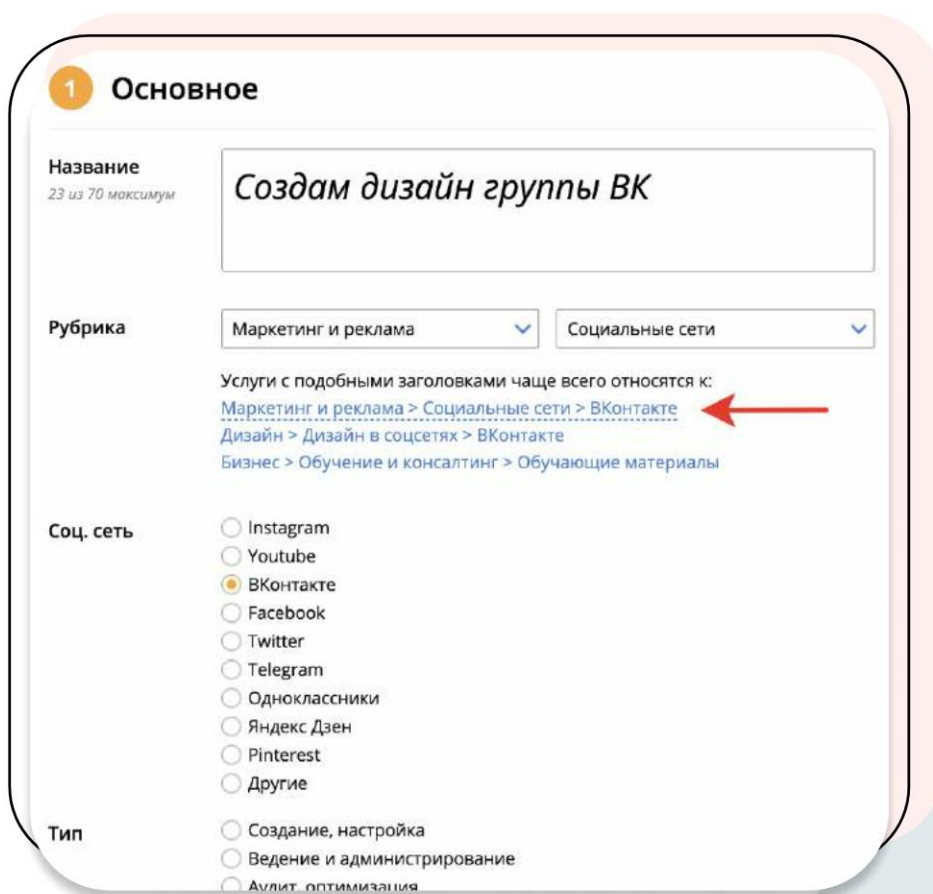 1 Основное
Название
23 из 70 максимум
Создам дизайн группы ВК
Рубрика
Маркетинг и реклама
Социальные сети
Услуги с подобными заголовками чаще всего относятся к:
Маркетинг и реклама > Социальные сети > ВКонтакте
Дизайн > Дизайн в соцсетях > ВКонтакте
Бизнес > Обучение и консалтинг > Обучающие материалы
Соц. сеть
Instagram
Youtube
ВКонтакте
Facebook
Twitter
Telegram
Одноклассники
Яндекс Дзен
Pinterest
Другие
Тип
Создание, настройка
Ведение и администрирование
Аудит, оптимизация